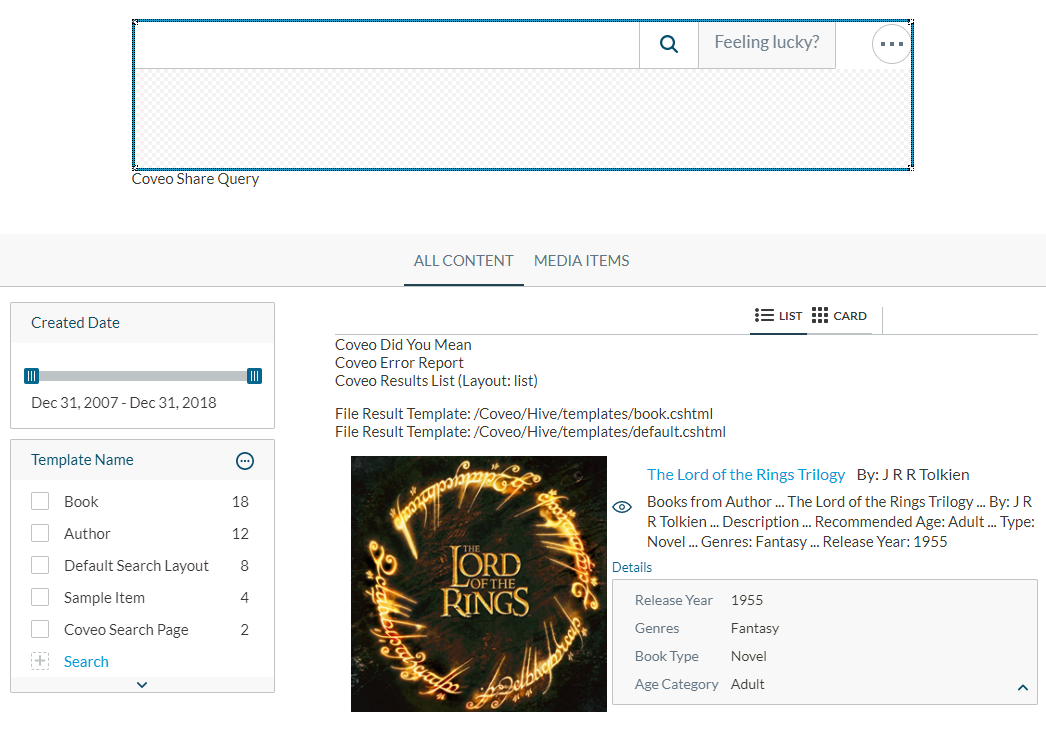 Feeling lucky?
Coveo Share Query
ALL CONTENT MEDIA ITEMS
Created Date
Dec 31, 2007 - Dec 31, 2018
Template Name
Book 18
Author 12
Default Search Layout 8
Sample Item 4
Coveo Search Page 2
Search
LIST CARD
Coveo Did You Mean
Coveo Error Report
Coveo Results List (Layout: list)
File Result Template: /Coveo/Hive/templates/book.cshtml
File Result Template: /Coveo/Hive/templates/default.cshtml
THE
LORD
OF THE
RINGS
The Lord of the Rings Trilogy By: J R R Tolkien
Books from Author ... The Lord of the Rings Trilogy ... By: J R
R Tolkien ... Description ... Recommended Age: Adult ... Type:
Novel ... Genres: Fantasy ... Release Year: 1955
Details
Release Year 1955
Genres Fantasy
Book Type Novel
Age Category Adult